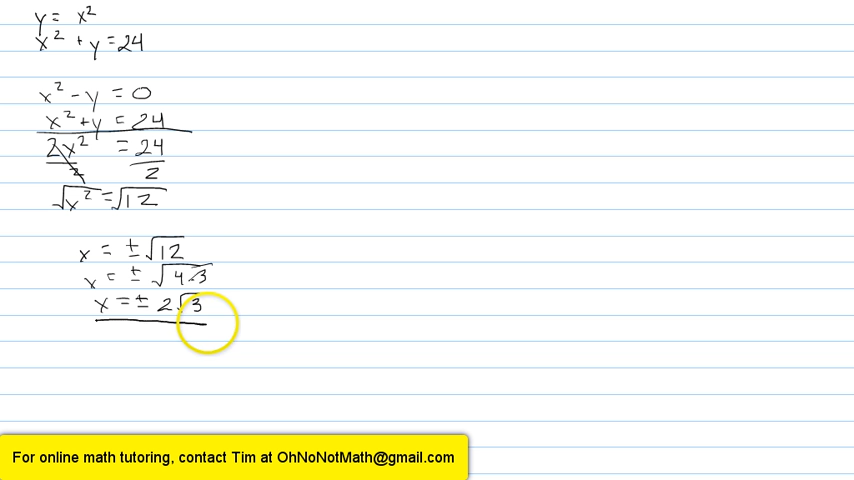 y = x²
x² + y = 24
x² - y = 0
x² + y = 24
2x² = 24
2 2
√x² = √12
x = ± √12
x = ± √4·3
x = ± 2√3
For online math tutoring, contact Tim at OhNoNotMath@gmail.com